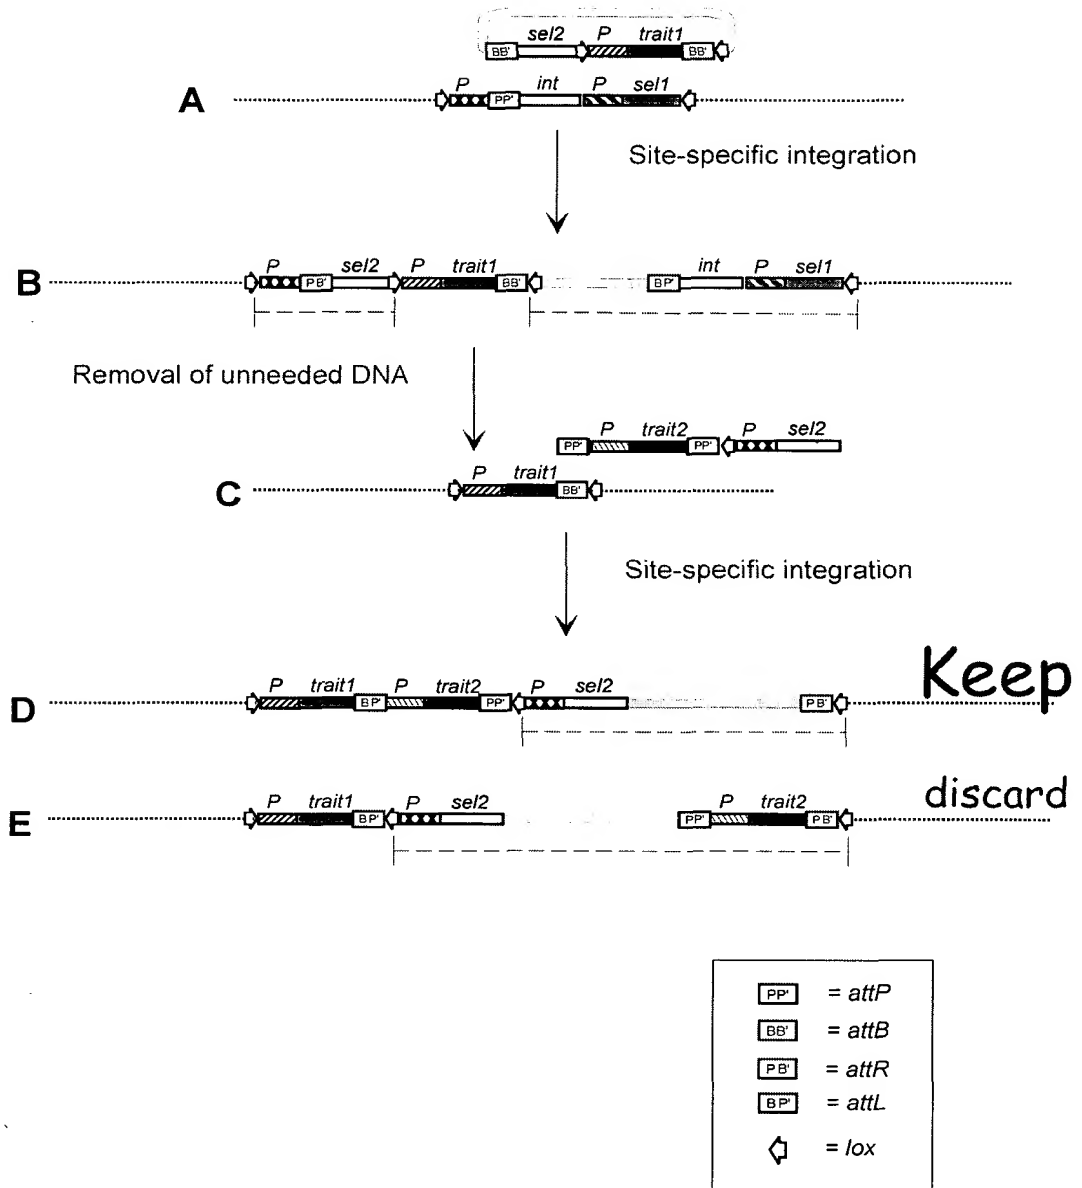 sel2 P trait1
BB' BB'
P int P sel1
A PP'
Site-specific integration
P sel2 P trait1 int P sel1
B PB' BB' BP'
Removal of unneeded DNA
P trait2 P sel2
PP' PP'
P trait1
C BB'
Site-specific integration
Keep
P trait1 P trait2 P sel2
D BP' PP' PB'
discard
P trait1 P sel2 P trait2
E BP' PP' PB'
PP' = attP
BB' = attB
PB' = attR
BP' = attL
= lox